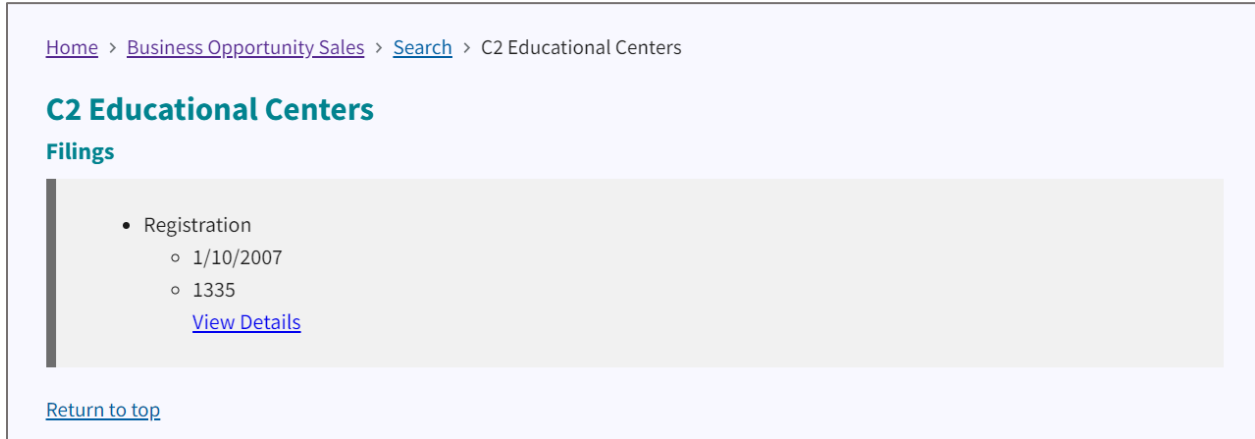 Home > Business Opportunity Sales > Search > C2 Educational Centers
C2 Educational Centers
Filings
• Registration
◦ 1/10/2007
◦ 1335
View Details
Return to top